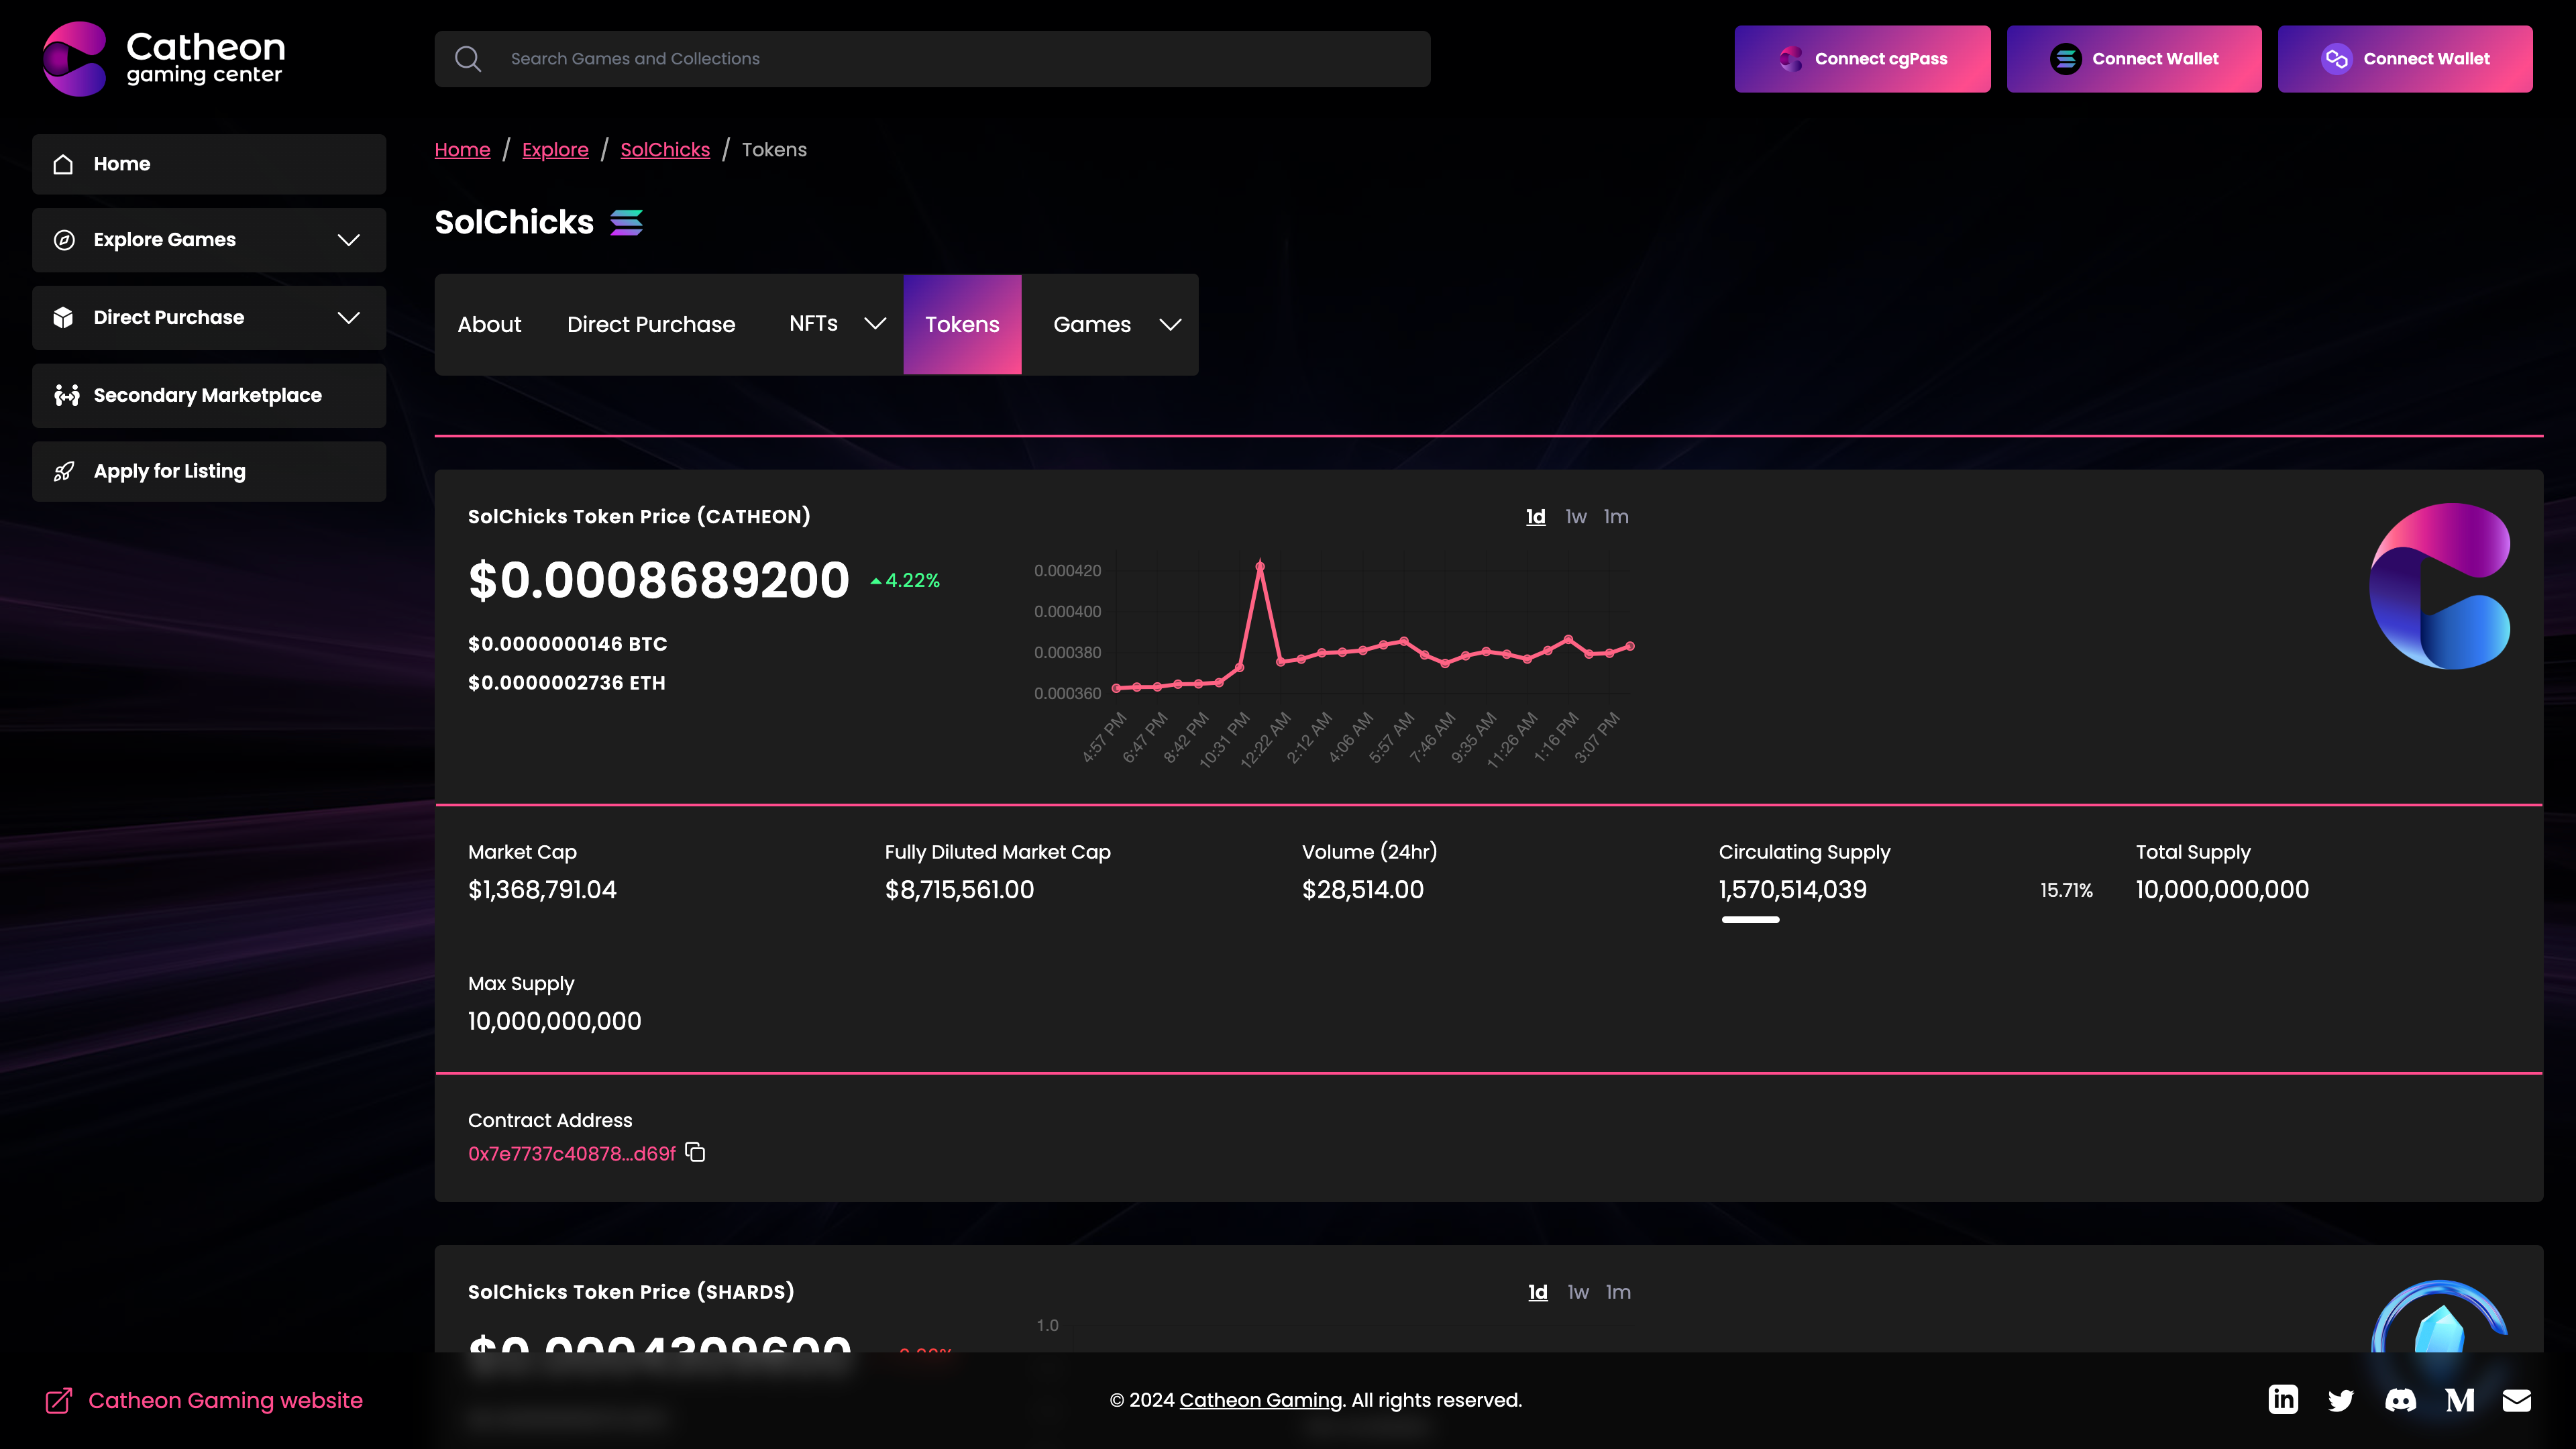 Catheon
gaming center
Search Games and Collections
Connect cgPass
Connect Wallet
Connect Wallet
Home
Explore Games
Direct Purchase
Secondary Marketplace
Apply for Listing
Home / Explore / SolChicks / Tokens
SolChicks
About
Direct Purchase
NFTs
Tokens
Games
SolChicks Token Price (CATHEON)
1d 1w 1m
$0.0008689200
4.22%
$0.0000000146 BTC
$0.0000002736 ETH
0.000420
0.000400
0.000380
0.000360
4:57 PM
6:47 PM
8:42 PM
10:31 PM
12:22 AM
2:12 AM
4:06 AM
5:57 AM
7:46 AM
9:35 AM
11:26 AM
1:16 PM
3:07 PM
Market Cap
$1,368,791.04
Fully Diluted Market Cap
$8,715,561.00
Volume (24hr)
$28,514.00
Circulating Supply
1,570,514,039
15.71%
Total Supply
10,000,000,000
Max Supply
10,000,000,000
Contract Address
0x7e7737c40878...d69f
SolChicks Token Price (SHARDS)
1d 1w 1m
1.0
Catheon Gaming website
© 2024 Catheon Gaming. All rights reserved.